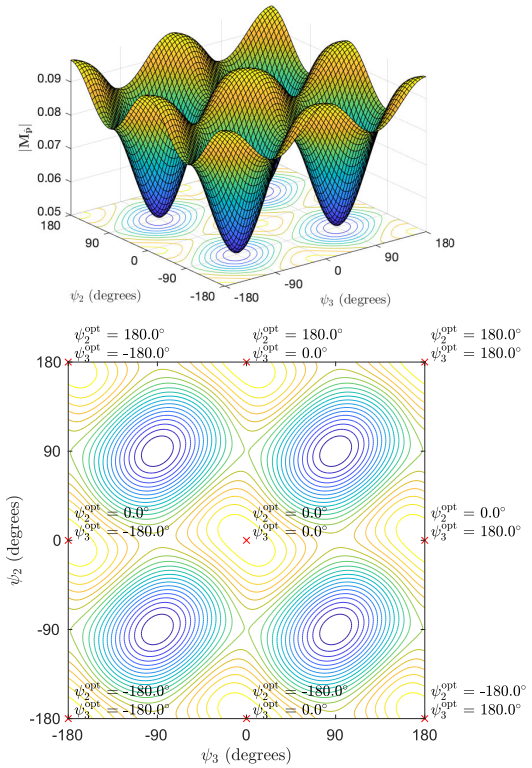 0.09
0.08
0.07
0.06
0.05
|M_p̄|
180
90
0
-90
-180
ψ₂ (degrees)
-180
-90
0
90
180
ψ₃ (degrees)
ψ₂^opt = 180.0° ψ₂^opt = 180.0° ψ₂^opt = 180.0°
ψ₃^opt = -180.0° ψ₃^opt = 0.0° ψ₃^opt = 180.0°
180
90
ψ₂^opt = 0.0° ψ₂^opt = 0.0° ψ₂^opt = 0.0°
ψ₃^opt = -180.0° ψ₃^opt = 0.0° ψ₃^opt = 180.0°
0
ψ₂ (degrees)
-90
ψ₂^opt = -180.0° ψ₂^opt = -180.0° ψ₂^opt = -180.0°
ψ₃^opt = -180.0° ψ₃^opt = 0.0° ψ₃^opt = 180.0°
-180
-180 -90 0 90 180
ψ₃ (degrees)